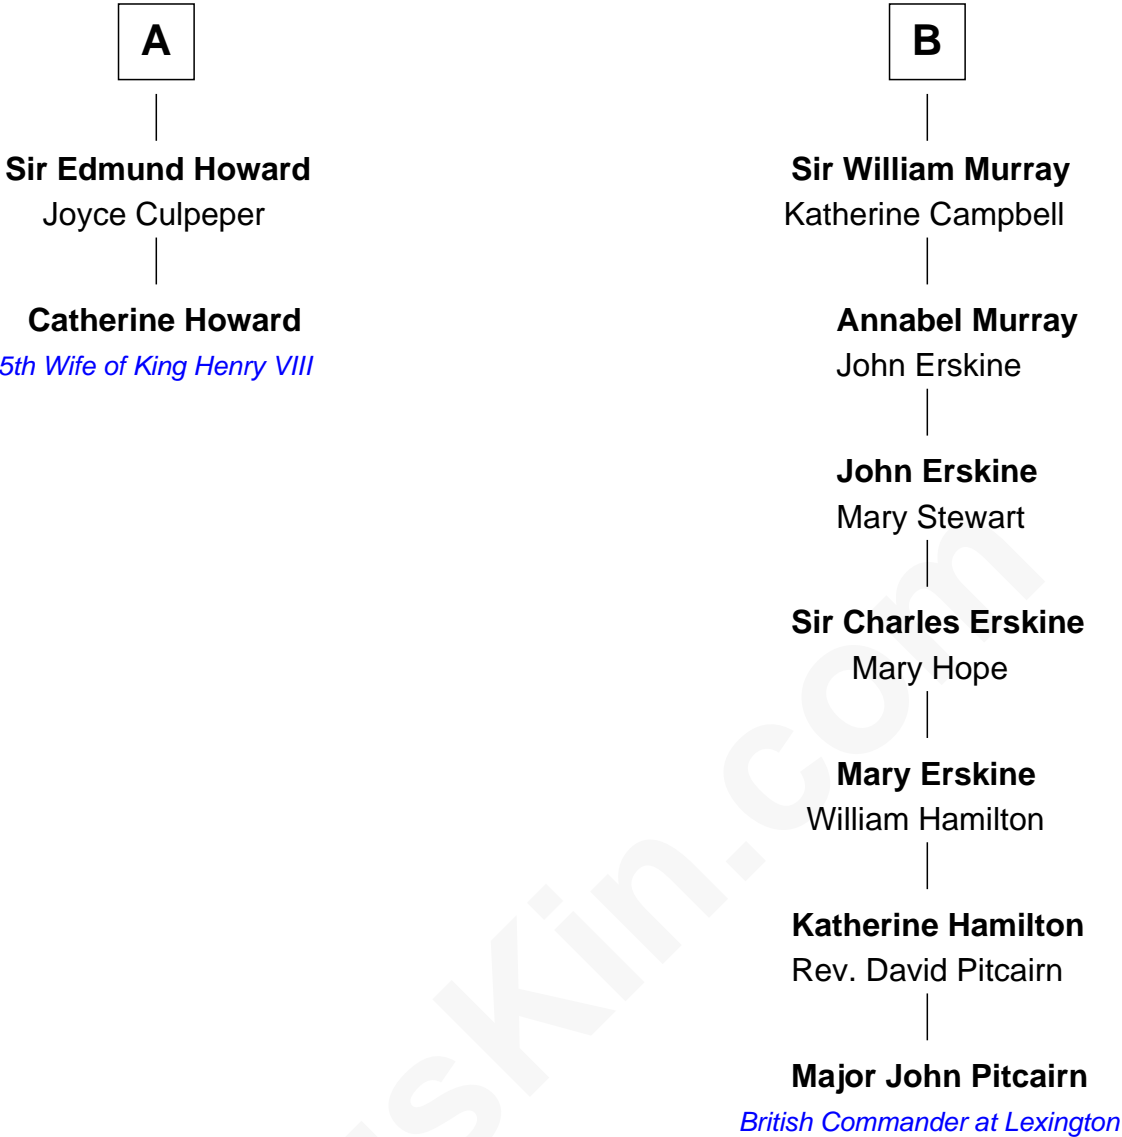 A
Sir Edmund Howard
Joyce Culpeper
Catherine Howard
5th Wife of King Henry VIII
B
Sir William Murray
Katherine Campbell
Annabel Murray
John Erskine
John Erskine
Mary Stewart
Sir Charles Erskine
Mary Hope
Mary Erskine
William Hamilton
Katherine Hamilton
Rev. David Pitcairn
Major John Pitcairn
British Commander at Lexington